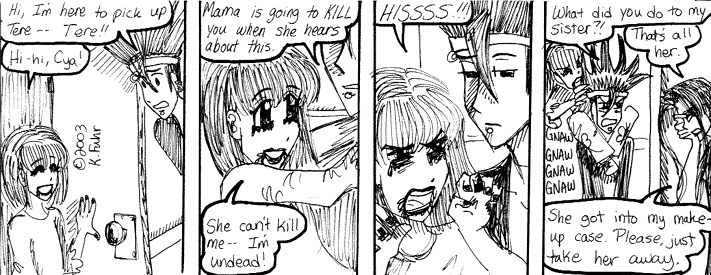 Hi, I'm here to pick up
Tere-- Tere!!
Hi-hi, Cya!
©2003
K. Fuhr
Mama is going to KILL
you when she hears
about this.
She can't kill
me-- I'm
undead!
HISSSS!!
What did you do to my
sister?!
That's all
her.
GNAW
GNAW
GNAW
GNAW
She got into my make-
up case. Please, just
take her away.